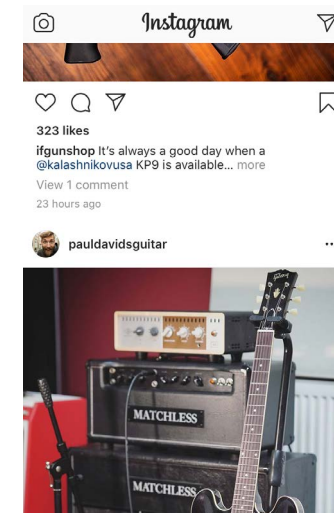 Instagram
323 likes
ifgunshop It's always a good day when a
@kalashnikovusa KP9 is available... more
View 1 comment
23 hours ago
pauldavidsguitar
Gibson
MATCHLESS
MATCHLESS